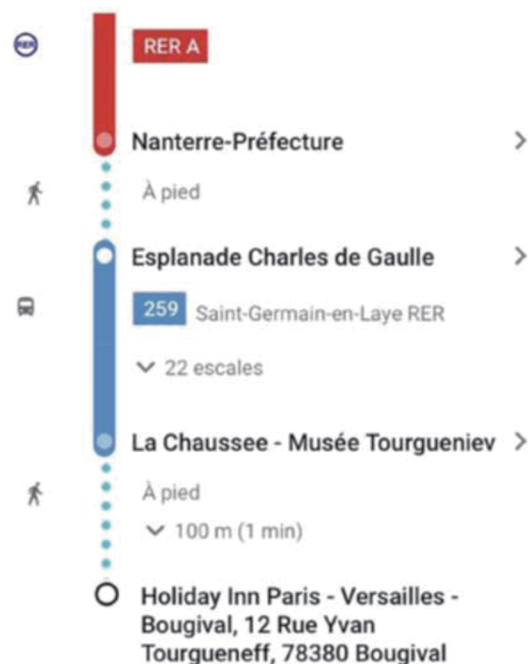 RER
RER A
Nanterre-Préfecture
À pied
Esplanade Charles de Gaulle
259 Saint-Germain-en-Laye RER
22 escales
La Chaussee - Musée Tourgueniev
À pied
100 m (1 min)
Holiday Inn Paris - Versailles -
Bougival, 12 Rue Yvan
Tourgueneff, 78380 Bougival